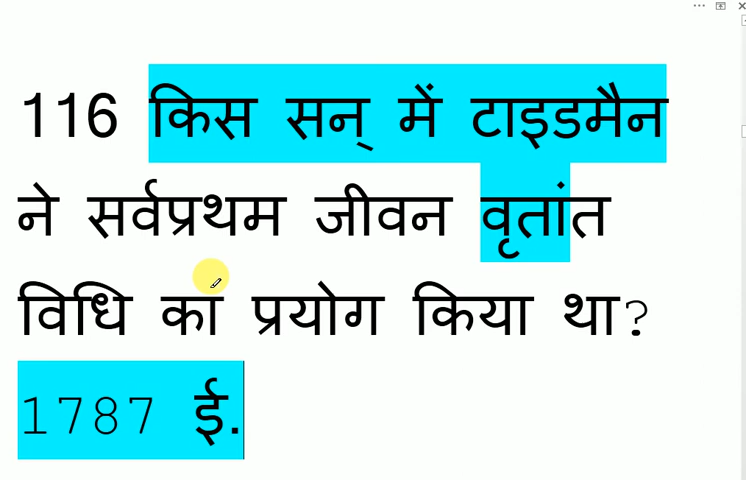 116 किस सन् में टाइडमैन
ने सर्वप्रथम जीवन वृतांत
विधि का प्रयोग किया था?
1787 ई.